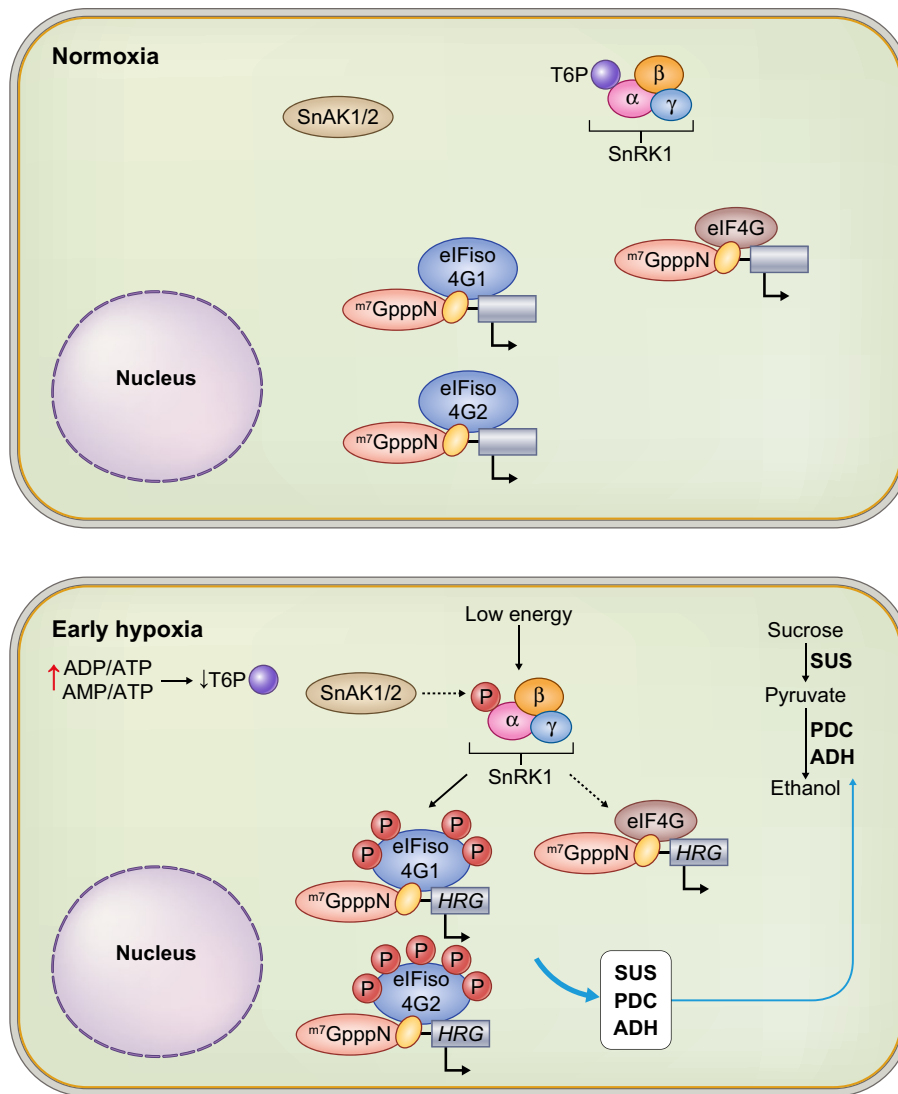 Normoxia
T6P
β
α
γ
SnRK1
SnAK1/2
eIF4G
m7GpppN
eIFiso
4G1
m7GpppN
Nucleus
eIFiso
4G2
m7GpppN
Early hypoxia
↑ ADP/ATP
AMP/ATP
↓T6P
Low energy
SnAK1/2
P
β
α
γ
SnRK1
Sucrose
SUS
Pyruvate
PDC
ADH
Ethanol
P P P P
eIFiso
4G1
m7GpppN HRG
eIF4G
m7GpppN HRG
Nucleus
P P P P P
eIFiso
4G2
m7GpppN HRG
SUS
PDC
ADH